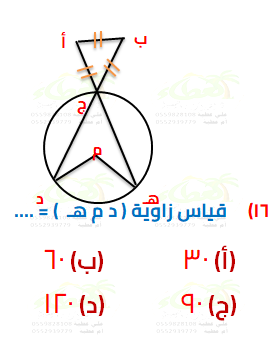 أ ب
ج
م
د هـ
١٦) قياس زاوية ( د م هـ ) = ....
(أ) ٣٠ (ب) ٦٠
(ج) ٩٠ (د) ١٢٠